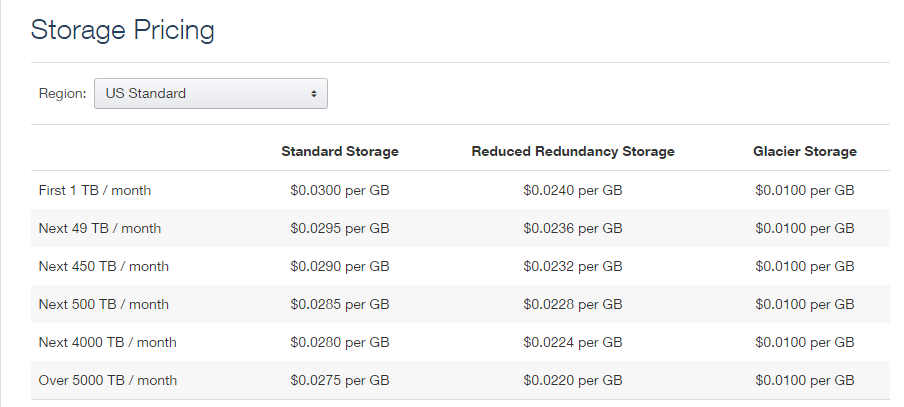 Storage Pricing
Region: US Standard
Standard Storage Reduced Redundancy Storage Glacier Storage
First 1 TB / month $0.0300 per GB $0.0240 per GB $0.0100 per GB
Next 49 TB / month $0.0295 per GB $0.0236 per GB $0.0100 per GB
Next 450 TB / month $0.0290 per GB $0.0232 per GB $0.0100 per GB
Next 500 TB / month $0.0285 per GB $0.0228 per GB $0.0100 per GB
Next 4000 TB / month $0.0280 per GB $0.0224 per GB $0.0100 per GB
Over 5000 TB / month $0.0275 per GB $0.0220 per GB $0.0100 per GB